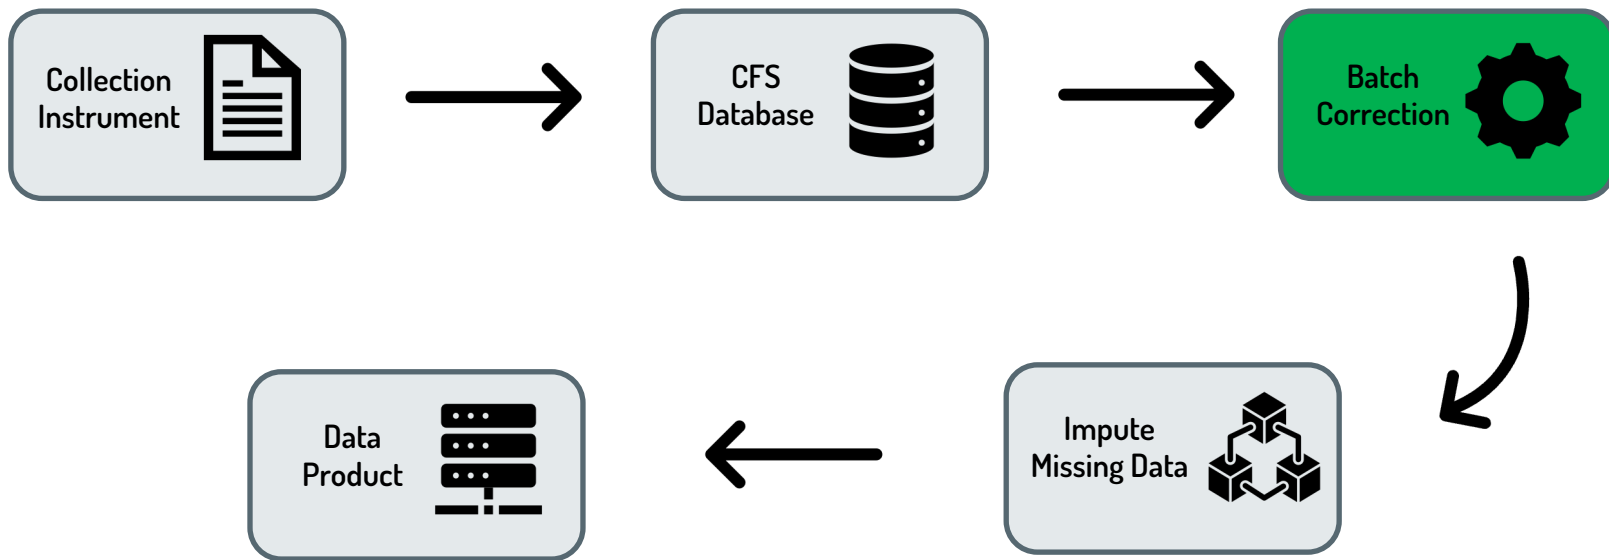 Collection
Instrument
CFS
Database
Batch
Correction
Impute
Missing Data
Data
Product